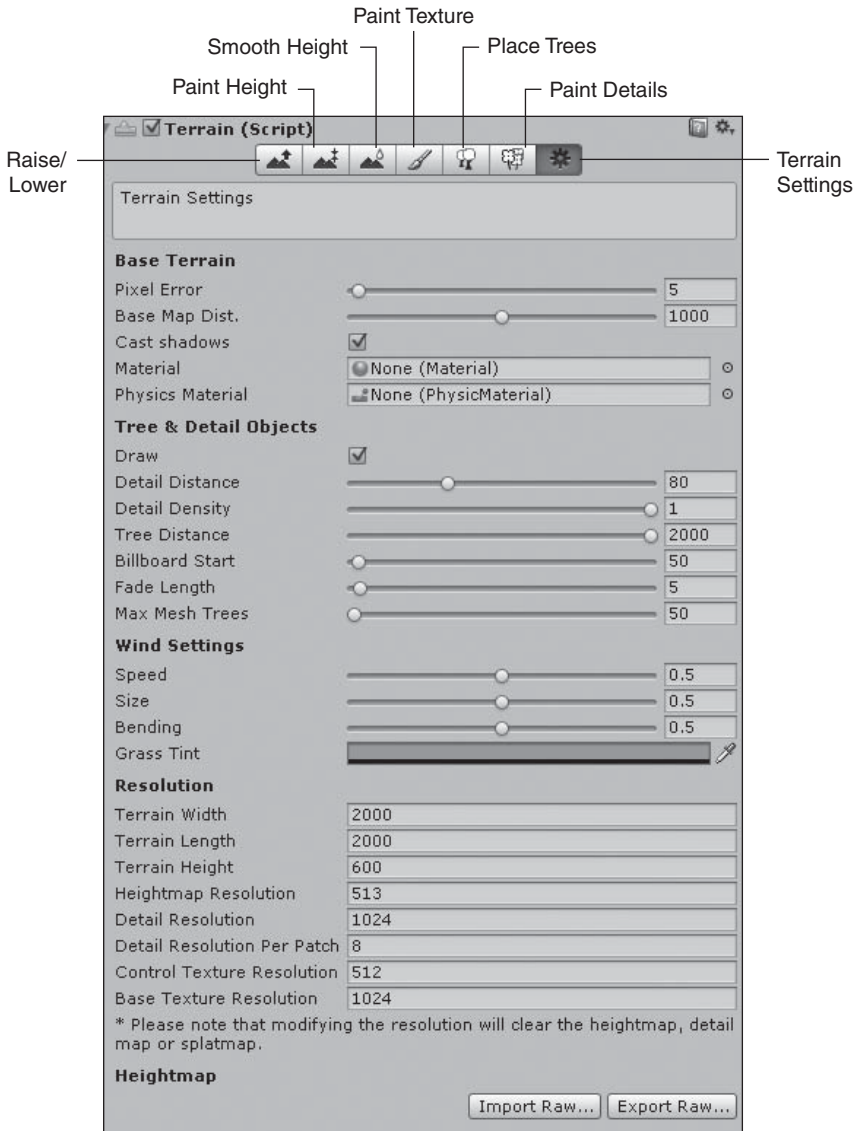 Paint Texture
Smooth Height
Place Trees
Paint Height
Paint Details
Terrain (Script)
Raise/
Lower
Terrain
Settings
Terrain Settings
Base Terrain
Pixel Error 5
Base Map Dist. 1000
Cast shadows
Material None (Material)
Physics Material None (PhysicMaterial)
Tree & Detail Objects
Draw
Detail Distance 80
Detail Density 1
Tree Distance 2000
Billboard Start 50
Fade Length 5
Max Mesh Trees 50
Wind Settings
Speed 0.5
Size 0.5
Bending 0.5
Grass Tint
Resolution
Terrain Width 2000
Terrain Length 2000
Terrain Height 600
Heightmap Resolution 513
Detail Resolution 1024
Detail Resolution Per Patch 8
Control Texture Resolution 512
Base Texture Resolution 1024
* Please note that modifying the resolution will clear the heightmap, detail
map or splatmap.
Heightmap
Import Raw... Export Raw...